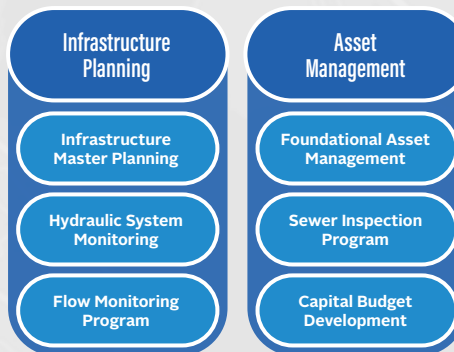 Infrastructure
Planning
Infrastructure
Master Planning
Hydraulic System
Monitoring
Flow Monitoring
Program
Asset
Management
Foundational Asset
Management
Sewer Inspection
Program
Capital Budget
Development